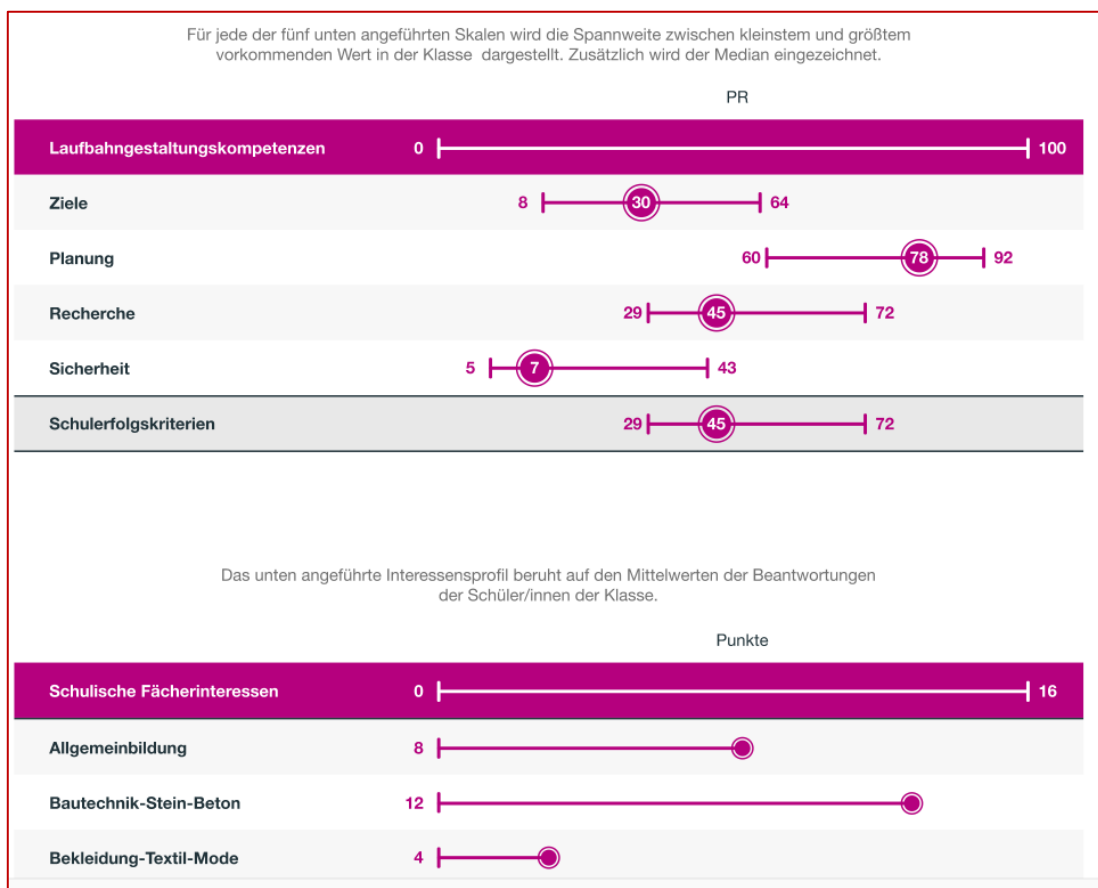 Für jede der fünf unten angeführten Skalen wird die Spannweite zwischen kleinstem und größtem
vorkommenden Wert in der Klasse dargestellt. Zusätzlich wird der Median eingezeichnet.
PR
Laufbahngestaltungskompetenzen 0 100
Ziele 8 30 64
Planung 60 78 92
Recherche 29 45 72
Sicherheit 5 7 43
Schulerfolgskriterien 29 45 72
Das unten angeführte Interessensprofil beruht auf den Mittelwerten der Beantwortungen
der Schüler/innen der Klasse.
Punkte
Schulische Fächerinteressen 0 16
Allgemeinbildung 8
Bautechnik-Stein-Beton 12
Bekleidung-Textil-Mode 4